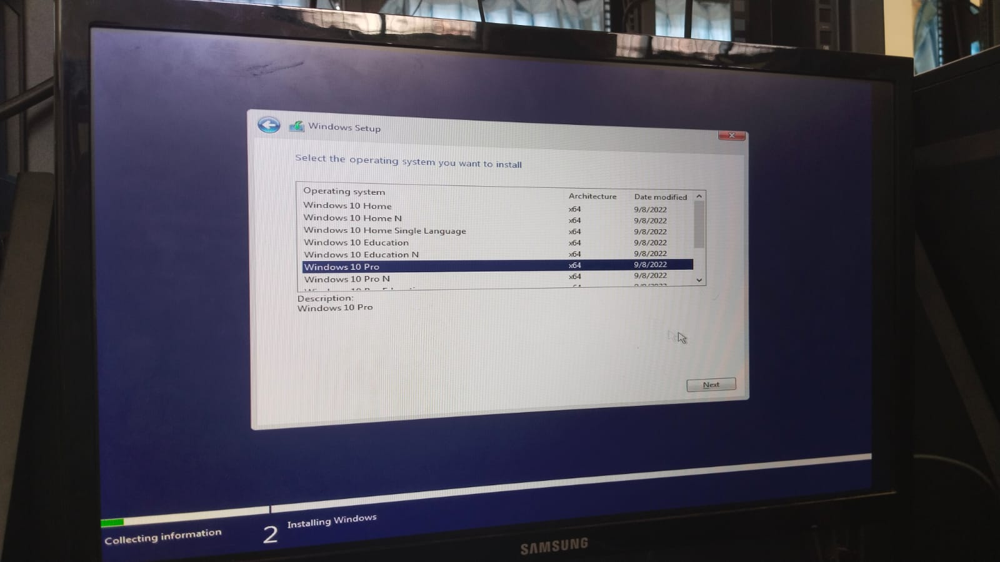 Windows Setup
Select the operating system you want to install
Operating system Architecture Date modified
Windows 10 Home x64 9/8/2022
Windows 10 Home N x64 9/8/2022
Windows 10 Home Single Language x64 9/8/2022
Windows 10 Education x64 9/8/2022
Windows 10 Education N x64 9/8/2022
Windows 10 Pro x64 9/8/2022
Windows 10 Pro N x64 9/8/2022
Description:
Windows 10 Pro
Next
Collecting information
2 Installing Windows
SAMSUNG